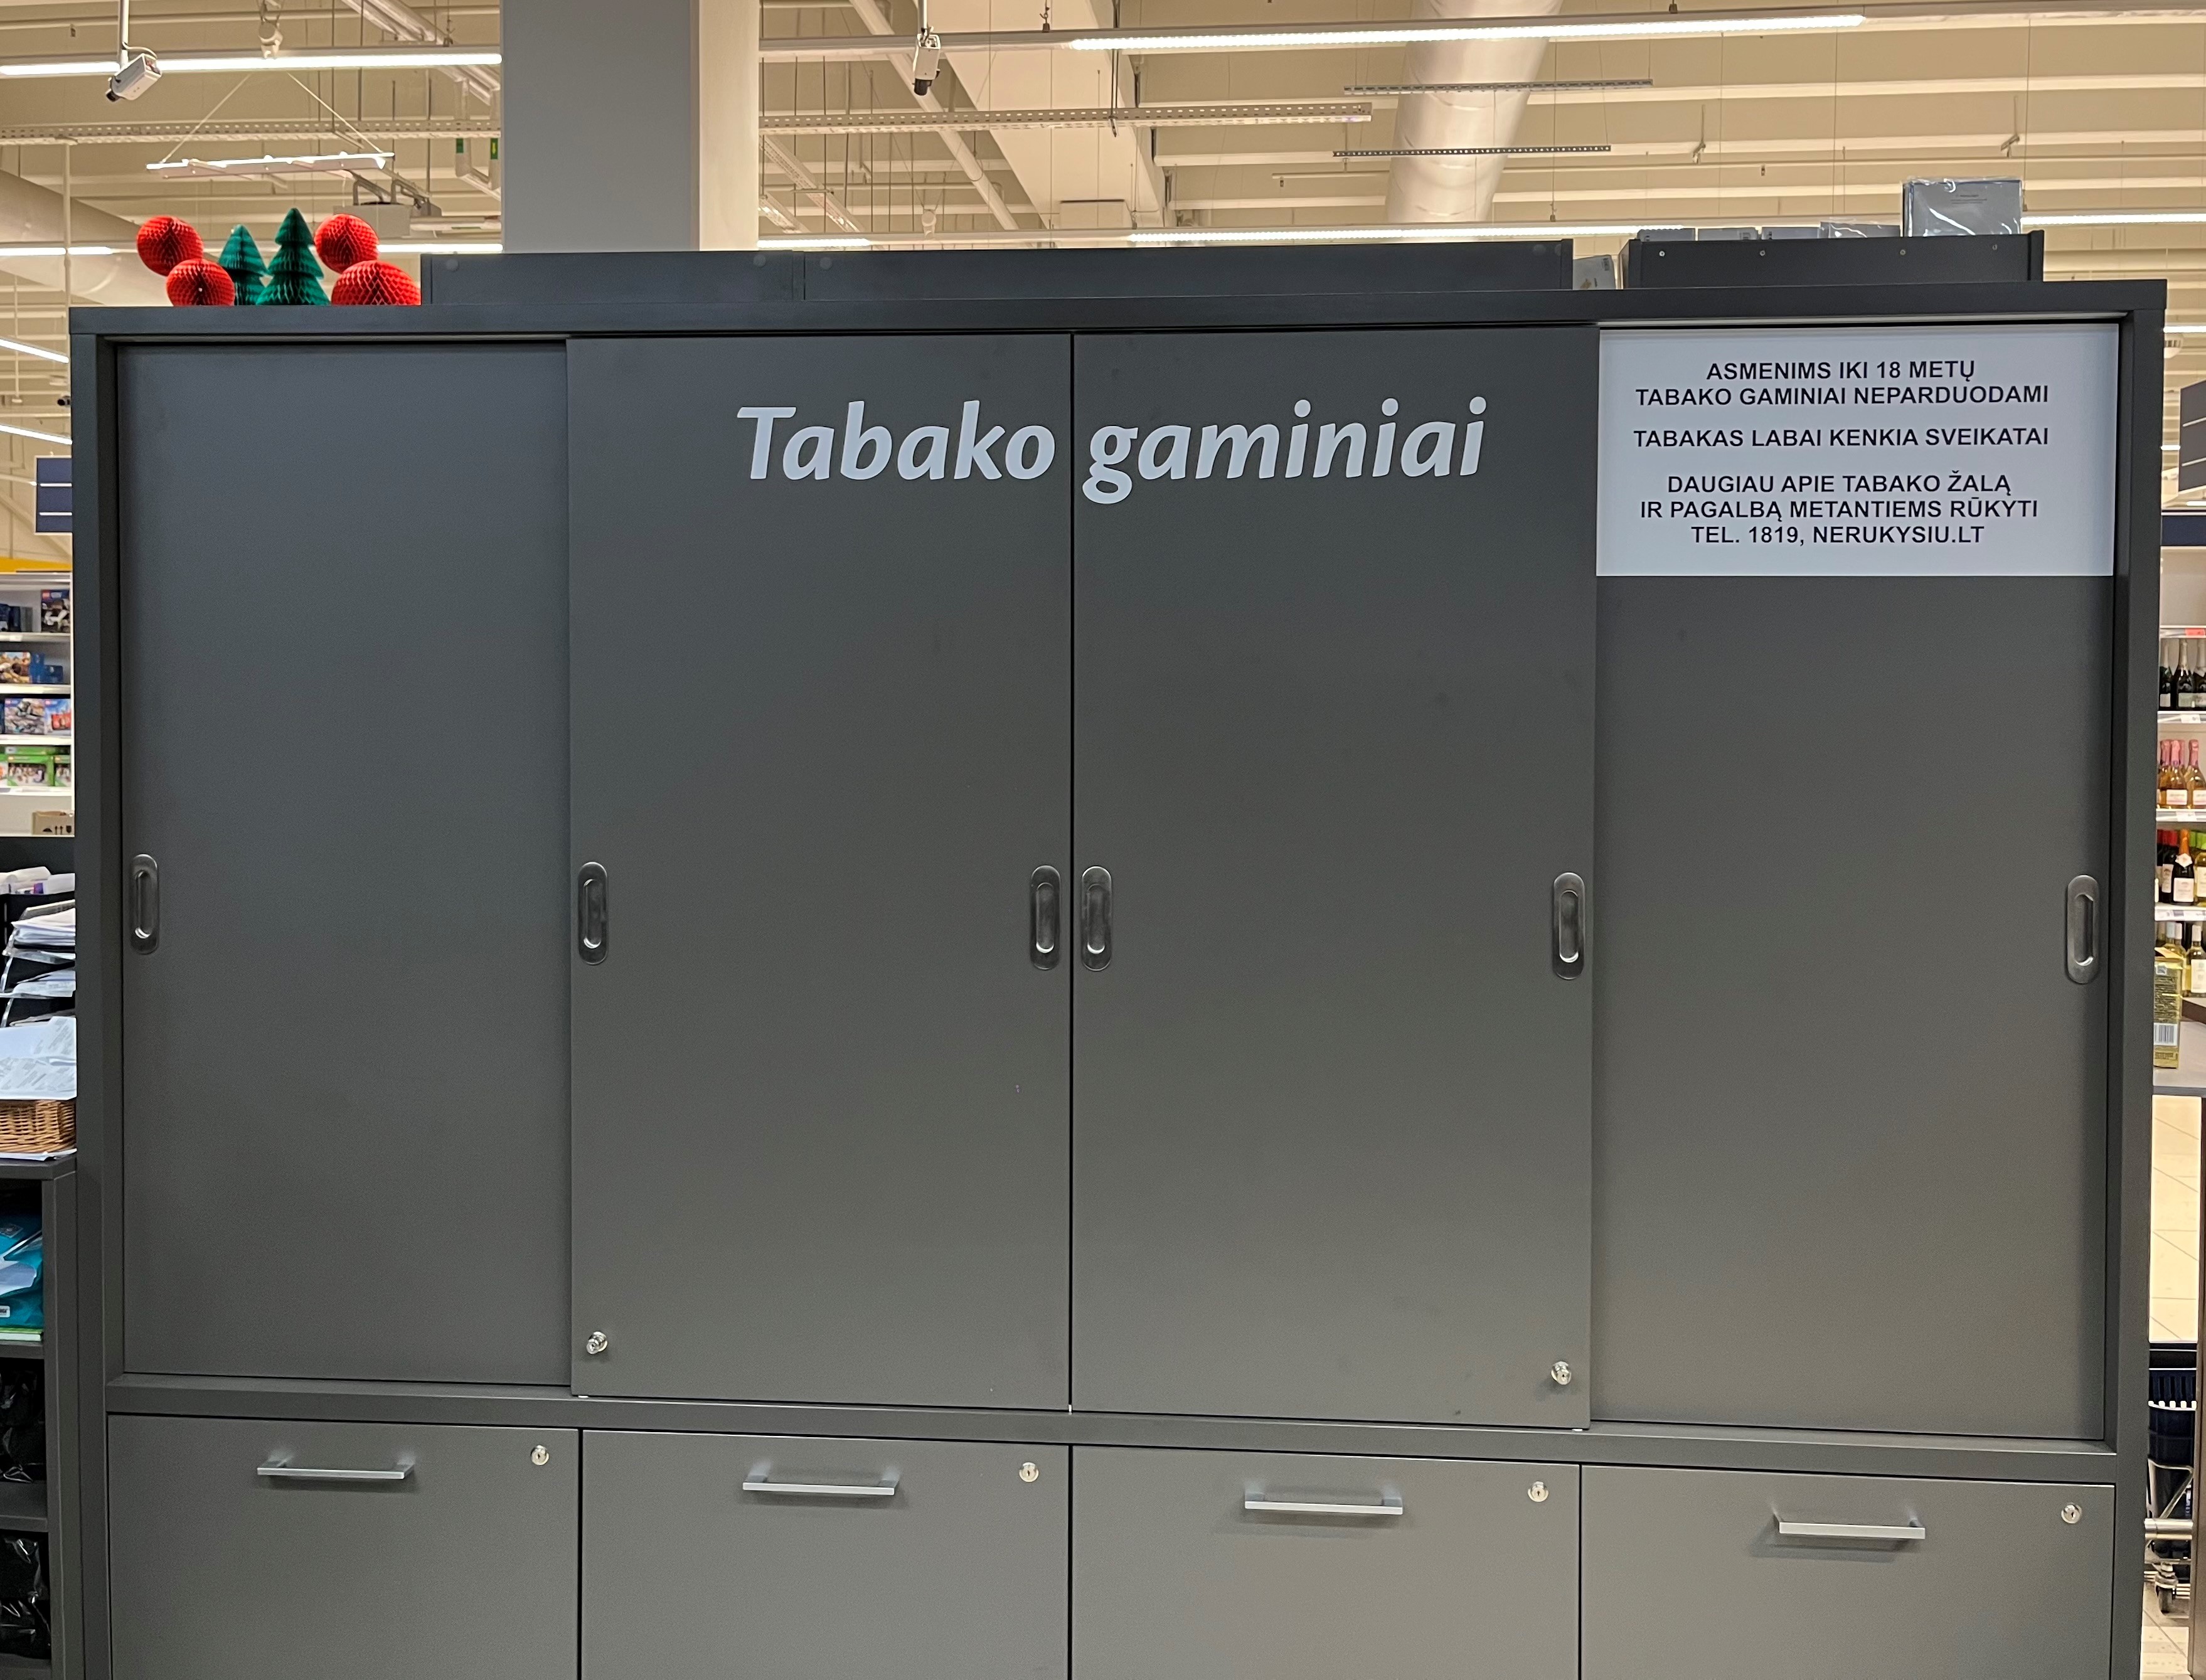 Tabako gaminiai
ASMENIMS IKI 18 METŲ
TABAKO GAMINIAI NEPARDUODAMI
TABAKAS LABAI KENKIA SVEIKATAI
DAUGIAU APIE TABAKO ŽALĄ
IR PAGALBĄ METANTIEMS RŪKYTI
TEL. 1819, NERUKYSIU.LT